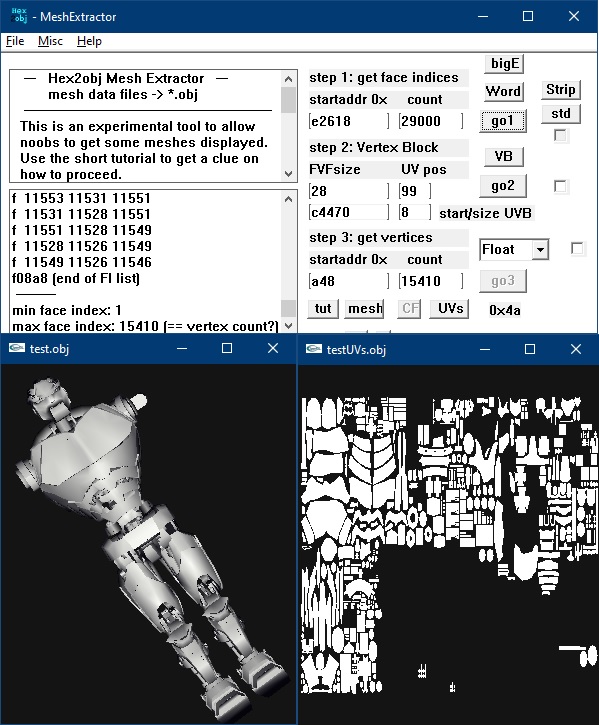 Hex
2obj
- MeshExtractor
File Misc Help
— Hex2obj Mesh Extractor —
mesh data files -> *.obj
This is an experimental tool to allow
noobs to get some meshes displayed.
Use the short tutorial to get a clue on
how to proceed.
f 11553 11531 11551
f 11531 11528 11551
f 11551 11528 11549
f 11528 11526 11549
f 11549 11526 11546
f08a8 (end of FI list)
min face index: 1
max face index: 15410 (== vertex count?)
step 1: get face indices
startaddr 0x count
e2618 29000
step 2: Vertex Block
FVFsize UV pos
28 99
c4470 8 start/size UVB
step 3: get vertices
startaddr 0x count
a48 15410
tut mesh CF UVs 0x4a
bigE
Word
go1
VB
go2
Float
go3
Strip
std
test.obj
testUVs.obj